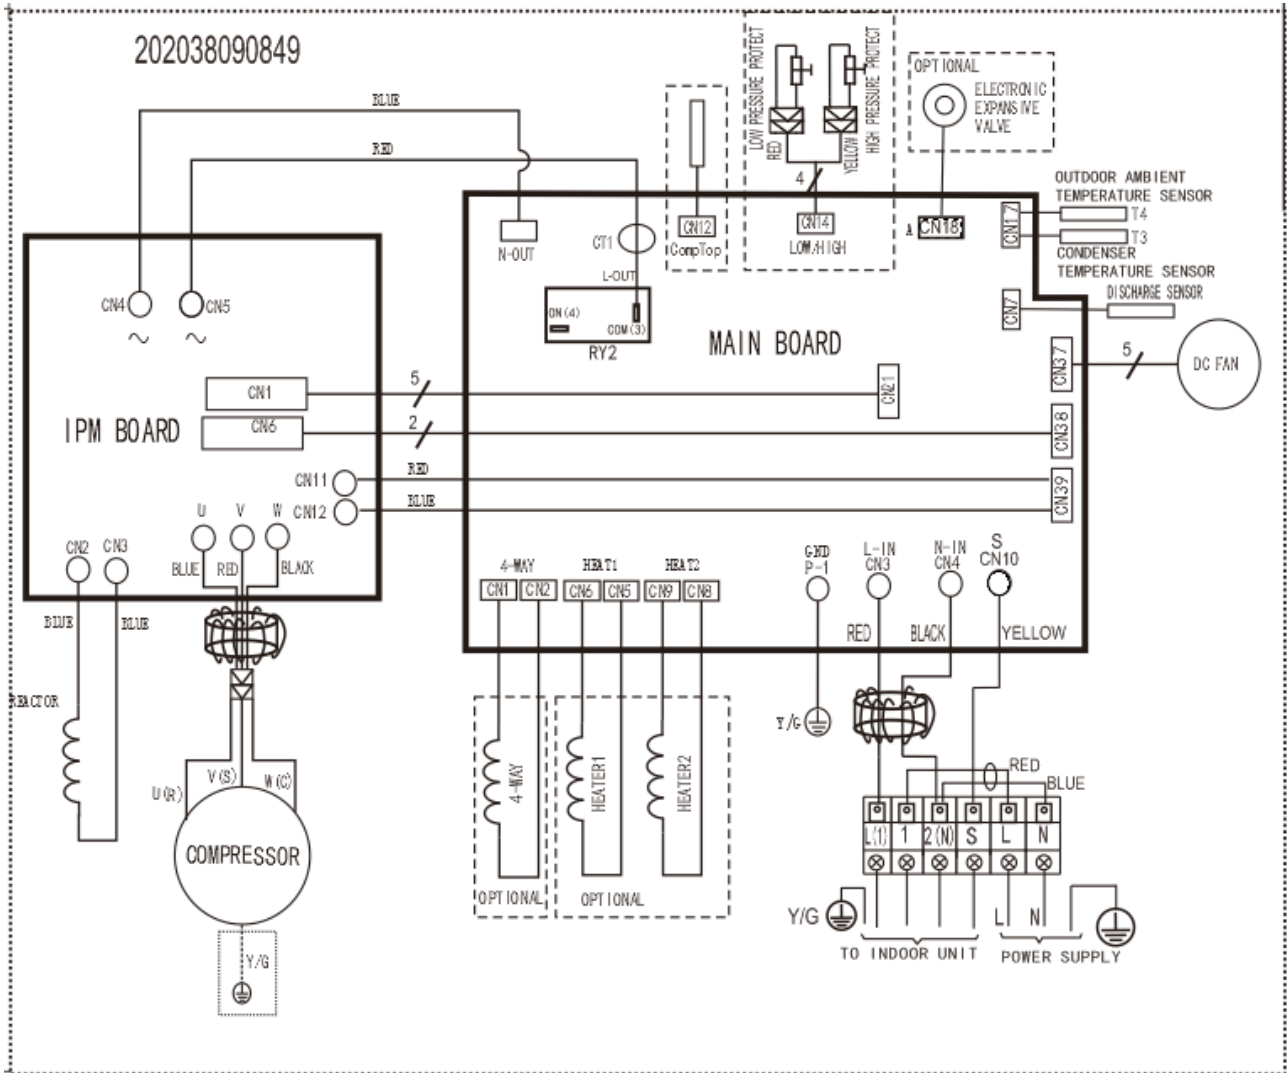 202038090849
BLUE
RED
LOW PRESSURE PROTECT
RED
YELLOW
HIGH PRESSURE PROTECT
4
OPTIONAL
ELECTRONIC
EXPANSIVE
VALVE
OUTDOOR AMBIENT
TEMPERATURE SENSOR
T4
T3
CONDENSER
TEMPERATURE SENSOR
DISCHARGE SENSOR
CN17
CN7
A CN18
CN14
LOW/HIGH
CN12
CompTop
N-OUT
CT1
L-OUT
ON(4)
COM(3)
RY2
MAIN BOARD
CN4
CN5
CN1
5
CN21
CN37
5
DC FAN
IPM BOARD
CN6
2
CN38
CN11
RED
CN12
BLUE
CN39
U
V
W
CN2
CN3
BLUE
RED
BLACK
4-WAY
CN1
CN2
HEAT1
CN6
CN5
HEAT2
CN9
CN8
GND
P-1
L-IN
CN3
N-IN
CN4
S
CN10
RED
BLACK
YELLOW
BLUE
BLUE
REACTOR
U(R)
V(S)
W(C)
COMPRESSOR
Y/G
4-WAY
OPTIONAL
HEATER1
HEATER2
OPTIONAL
Y/G
RED
BLUE
L(1)
1
2(N)
S
L
N
Y/G
L
N
TO INDOOR UNIT
POWER SUPPLY